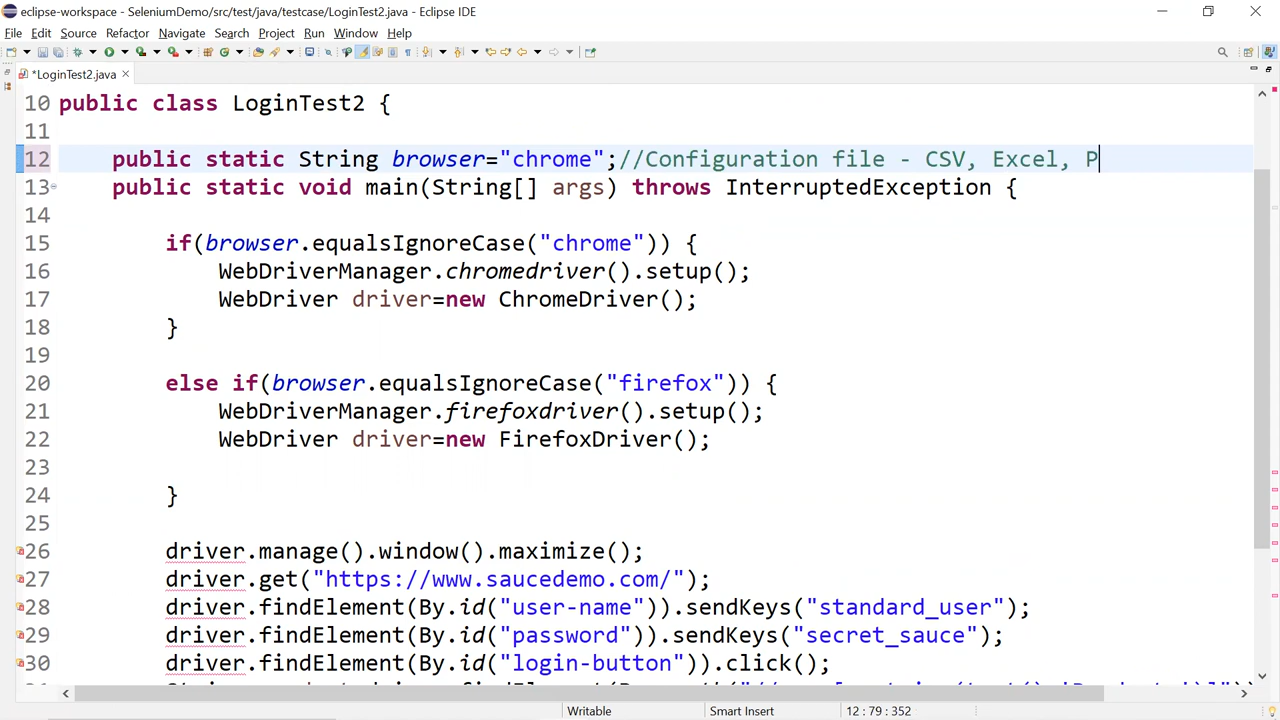 eclipse-workspace - SeleniumDemo/src/test/java/testcase/LoginTest2.java - Eclipse IDE
File Edit Source Refactor Navigate Search Project Run Window Help
*LoginTest2.java
10 public class LoginTest2 {
11
12 public static String browser="chrome";//Configuration file - CSV, Excel, P
13 public static void main(String[] args) throws InterruptedException {
14
15 if(browser.equalsIgnoreCase("chrome")) {
16 WebDriverManager.chromedriver().setup();
17 WebDriver driver=new ChromeDriver();
18 }
19
20 else if(browser.equalsIgnoreCase("firefox")) {
21 WebDriverManager.firefoxdriver().setup();
22 WebDriver driver=new FirefoxDriver();
23
24 }
25
26 driver.manage().window().maximize();
27 driver.get("https://www.saucedemo.com/");
28 driver.findElement(By.id("user-name")).sendKeys("standard_user");
29 driver.findElement(By.id("password")).sendKeys("secret_sauce");
30 driver.findElement(By.id("login-button")).click();
Writable Smart Insert 12 : 79 : 352